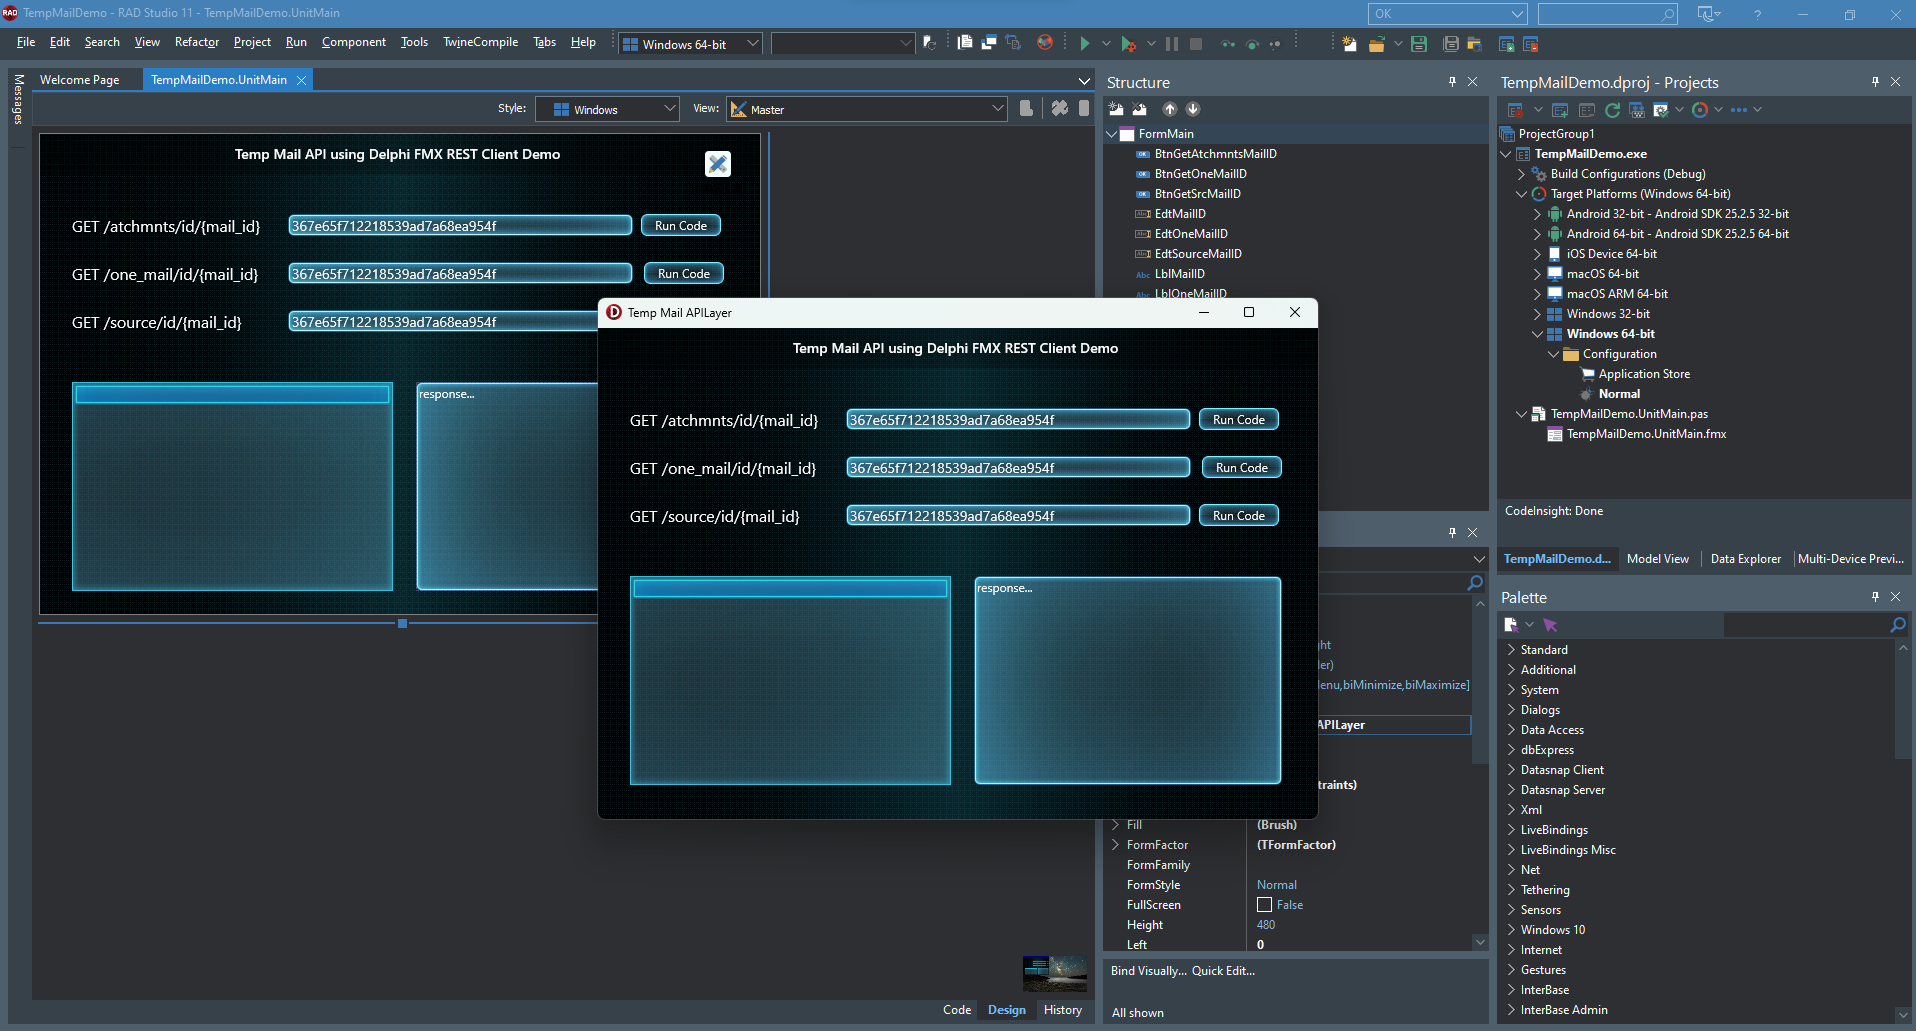 RAD TempMailDemo - RAD Studio 11 - TempMailDemo.UnitMain
OK
?
File Edit Search View Refactor Project Run Component Tools TwineCompile Tabs Help
Windows 64-bit
Messages
Welcome Page
TempMailDemo.UnitMain
Style: Windows View: Master
Temp Mail API using Delphi FMX REST Client Demo
GET /atchmnts/id/{mail_id} 367e65f712218539ad7a68ea954f Run Code
GET /one_mail/id/{mail_id} 367e65f712218539ad7a68ea954f Run Code
GET /source/id/{mail_id} 367e65f712218539ad7a68ea954f
response...
Temp Mail APILayer
Temp Mail API using Delphi FMX REST Client Demo
GET /atchmnts/id/{mail_id} 367e65f712218539ad7a68ea954f Run Code
GET /one_mail/id/{mail_id} 367e65f712218539ad7a68ea954f Run Code
GET /source/id/{mail_id} 367e65f712218539ad7a68ea954f Run Code
response...
Code Design History
Structure
FormMain
BtnGetAtchmntsMailID
BtnGetOneMailID
BtnGetSrcMailID
EdtMailID
EdtOneMailID
EdtSourceMailID
LblMailID
LblOneMailID
APILayer
Fill (Brush)
FormFactor (TFormFactor)
FormFamily
FormStyle Normal
FullScreen False
Height 480
Left 0
Bind Visually... Quick Edit...
All shown
TempMailDemo.dproj - Projects
ProjectGroup1
TempMailDemo.exe
Build Configurations (Debug)
Target Platforms (Windows 64-bit)
Android 32-bit - Android SDK 25.2.5 32-bit
Android 64-bit - Android SDK 25.2.5 64-bit
iOS Device 64-bit
macOS 64-bit
macOS ARM 64-bit
Windows 32-bit
Windows 64-bit
Configuration
Application Store
Normal
TempMailDemo.UnitMain.pas
TempMailDemo.UnitMain.fmx
CodeInsight: Done
TempMailDemo.d... Model View Data Explorer Multi-Device Previ...
Palette
Standard
Additional
System
Dialogs
Data Access
dbExpress
Datasnap Client
Datasnap Server
Xml
LiveBindings
LiveBindings Misc
Net
Tethering
Sensors
Windows 10
Internet
Gestures
InterBase
InterBase Admin